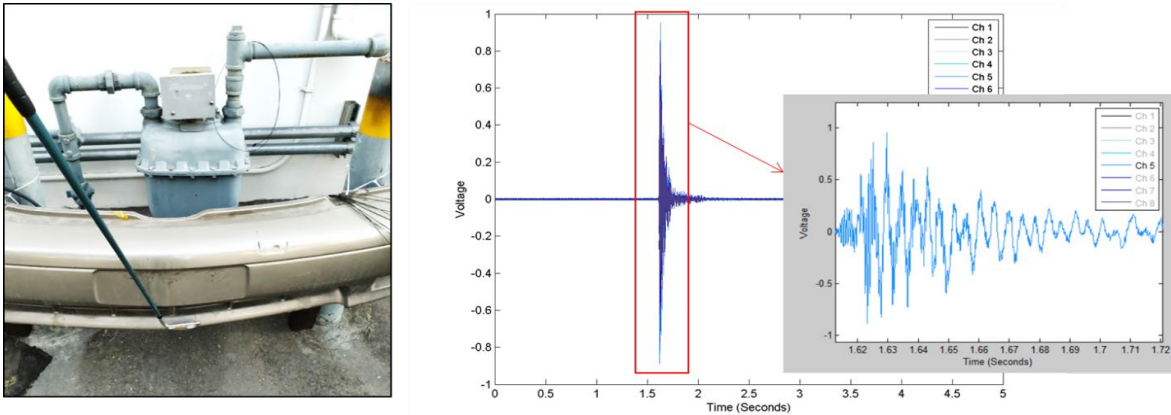 1
0.8
0.6
0.4
0.2
0
-0.2
-0.4
-0.6
-0.8
-1
Voltage
0 0.5 1 1.5 2 2.5 3 3.5 4 4.5 5
Time (Seconds)
Ch 1
Ch 2
Ch 3
Ch 4
Ch 5
Ch 6
1
0.5
0
-0.5
-1
Voltage
1.62 1.63 1.64 1.65 1.66 1.67 1.68 1.69 1.7 1.71 1.72
Time (Seconds)
Ch 1
Ch 2
Ch 3
Ch 4
Ch 5
Ch 6
Ch 7
Ch 8